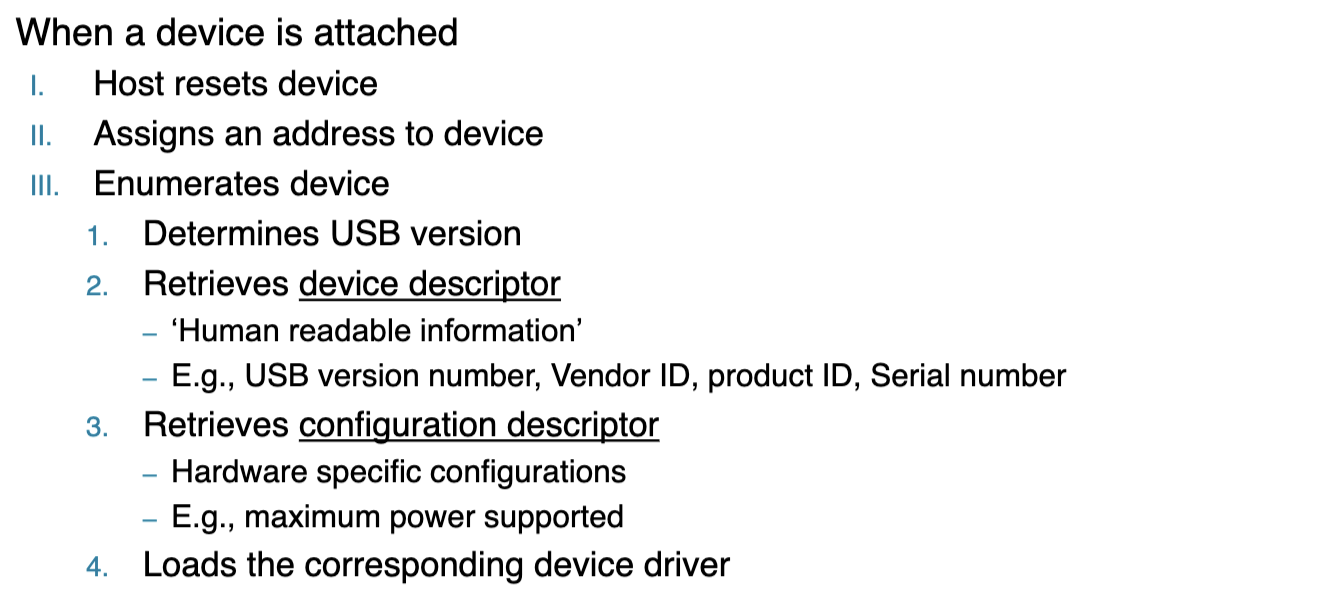 When a device is attached
I. Host resets device
II. Assigns an address to device
III. Enumerates device
1. Determines USB version
2. Retrieves device descriptor
– ‘Human readable information’
– E.g., USB version number, Vendor ID, product ID, Serial number
3. Retrieves configuration descriptor
– Hardware specific configurations
– E.g., maximum power supported
4. Loads the corresponding device driver